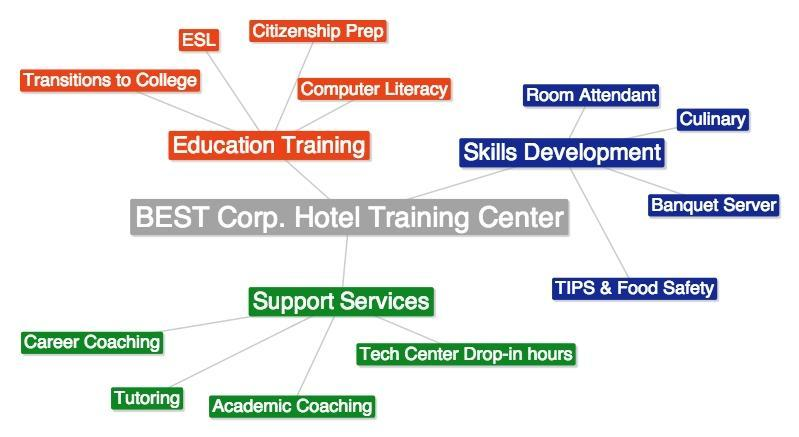 Citizenship Prep
ESL
Transitions to College
Computer Literacy
Education Training
Room Attendant
Culinary
Skills Development
Banquet Server
TIPS & Food Safety
BEST Corp. Hotel Training Center
Support Services
Career Coaching
Tech Center Drop-in hours
Tutoring
Academic Coaching